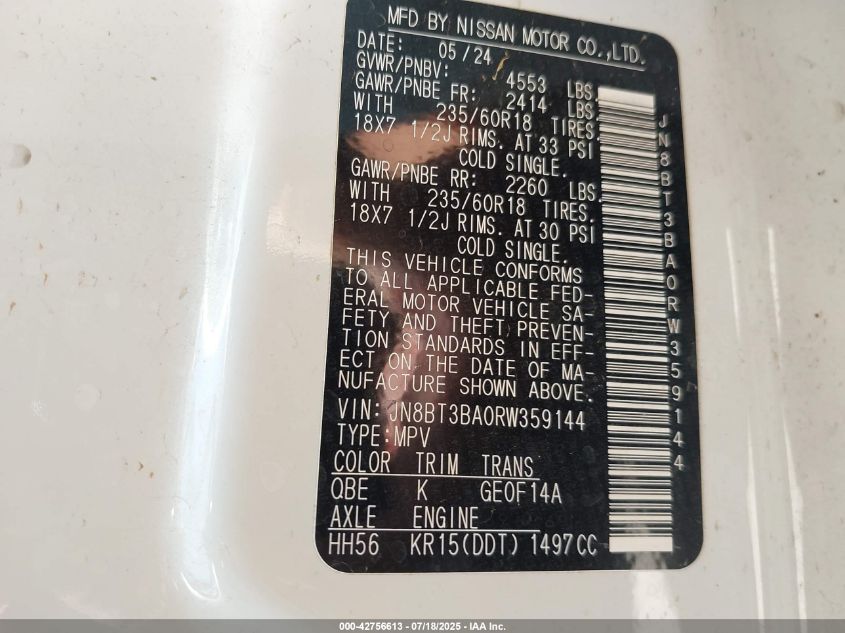 MFD BY NISSAN MOTOR CO.,LTD.
DATE: 05/24
GVWR/PNBV: 4553 LBS.
GAWR/PNBE FR: 2414 LBS.
WITH 235/60R18 TIRES.
18X7 1/2J RIMS. AT 33 PSI
COLD SINGLE.
GAWR/PNBE RR: 2260 LBS.
WITH 235/60R18 TIRES.
18X7 1/2J RIMS. AT 30 PSI
COLD SINGLE.
THIS VEHICLE CONFORMS
TO ALL APPLICABLE FED-
ERAL MOTOR VEHICLE SA-
FETY AND THEFT PREVEN-
TION STANDARDS IN EFF-
ECT ON THE DATE OF MA-
NUFACTURE SHOWN ABOVE.
VIN:JN8BT3BA0RW359144
TYPE:MPV
COLOR TRIM TRANS
QBE K GE0F14A
AXLE ENGINE
HH56 KR15(DDT) 1497CC
JN8BT3BA0RW359144
000-42756613 - 07/18/2025 - IAA Inc.